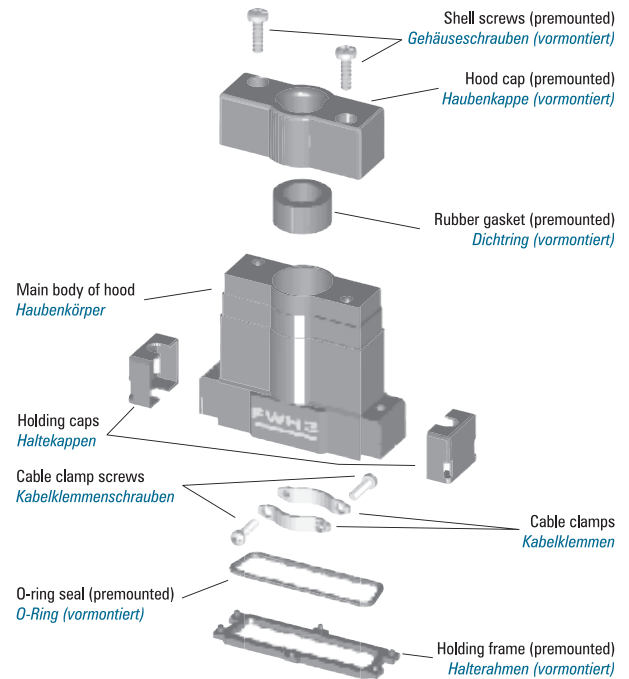 Shell screws (premounted)
Gehäuseschrauben (vormontiert)
Hood cap (premounted)
Haubenkappe (vormontiert)
Rubber gasket (premounted)
Dichtring (vormontiert)
Main body of hood
Haubenkörper
FWH3
Holding caps
Haltekappen
Cable clamp screws
Kabelklemmenschrauben
Cable clamps
Kabelklemmen
O-ring seal (premounted)
O-Ring (vormontiert)
Holding frame (premounted)
Halterahmen (vormontiert)